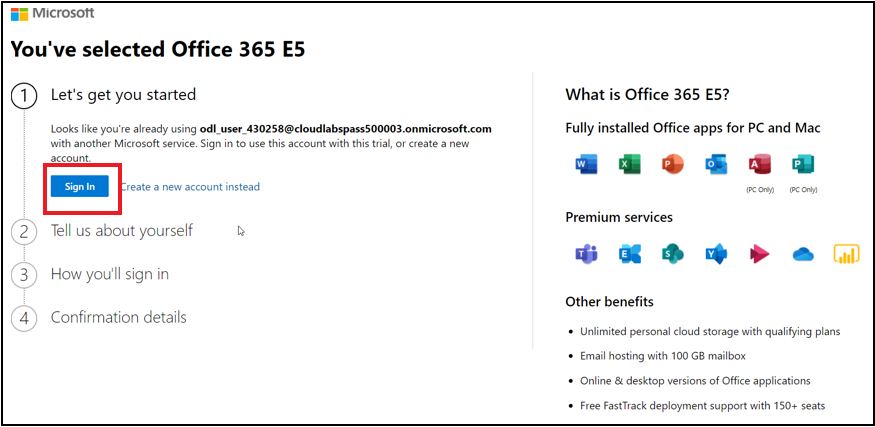 Microsoft
You've selected Office 365 E5
1 Let's get you started
Looks like you're already using odl_user_430258@cloudlabspass500003.onmicrosoft.com
with another Microsoft service. Sign in to use this account with this trial, or create a new
account.
Sign In
Create a new account instead
2 Tell us about yourself
3 How you'll sign in
4 Confirmation details
What is Office 365 E5?
Fully installed Office apps for PC and Mac
W X P O A P
(PC Only) (PC Only)
Premium services
T E S Y
Other benefits
• Unlimited personal cloud storage with qualifying plans
• Email hosting with 100 GB mailbox
• Online & desktop versions of Office applications
• Free FastTrack deployment support with 150+ seats